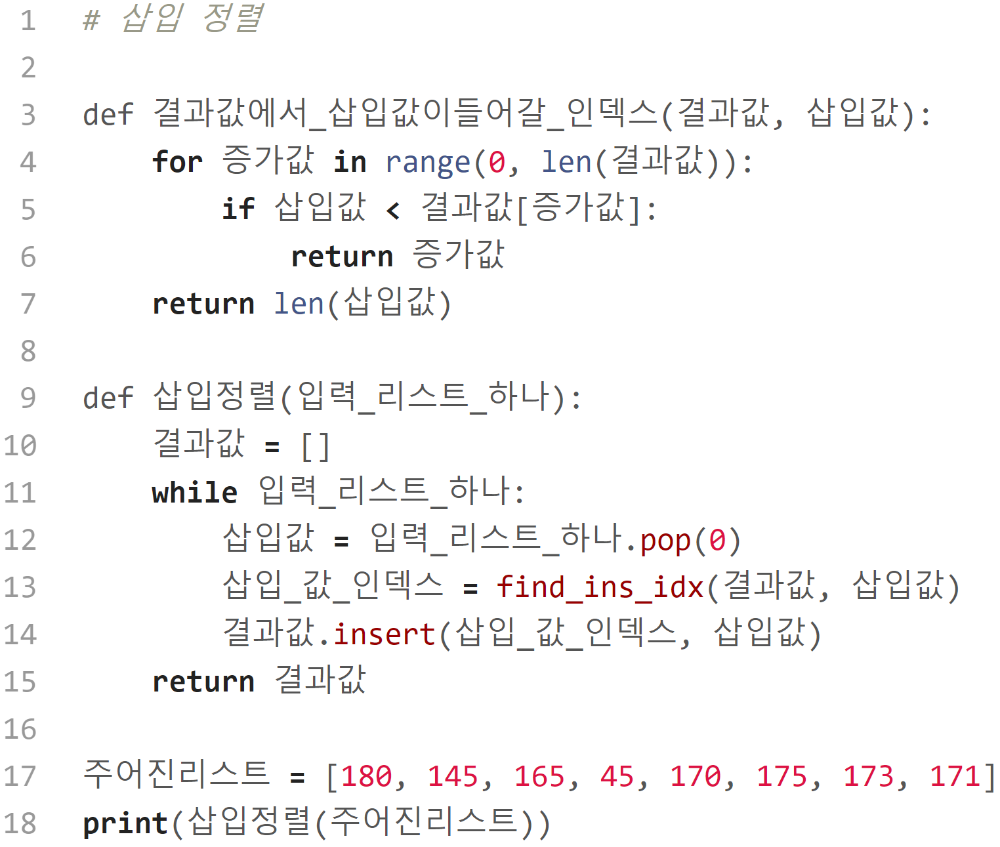 1 # 삽입 정렬
2
3 def 결과값에서_삽입값이들어갈_인덱스(결과값, 삽입값):
4     for 증가값 in range(0, len(결과값)):
5         if 삽입값 < 결과값[증가값]:
6             return 증가값
7     return len(삽입값)
8
9 def 삽입정렬(입력_리스트_하나):
10     결과값 = []
11     while 입력_리스트_하나:
12         삽입값 = 입력_리스트_하나.pop(0)
13         삽입_값_인덱스 = find_ins_idx(결과값, 삽입값)
14         결과값.insert(삽입_값_인덱스, 삽입값)
15     return 결과값
16
17 주어진리스트 = [180, 145, 165, 45, 170, 175, 173, 171]
18 print(삽입정렬(주어진리스트))